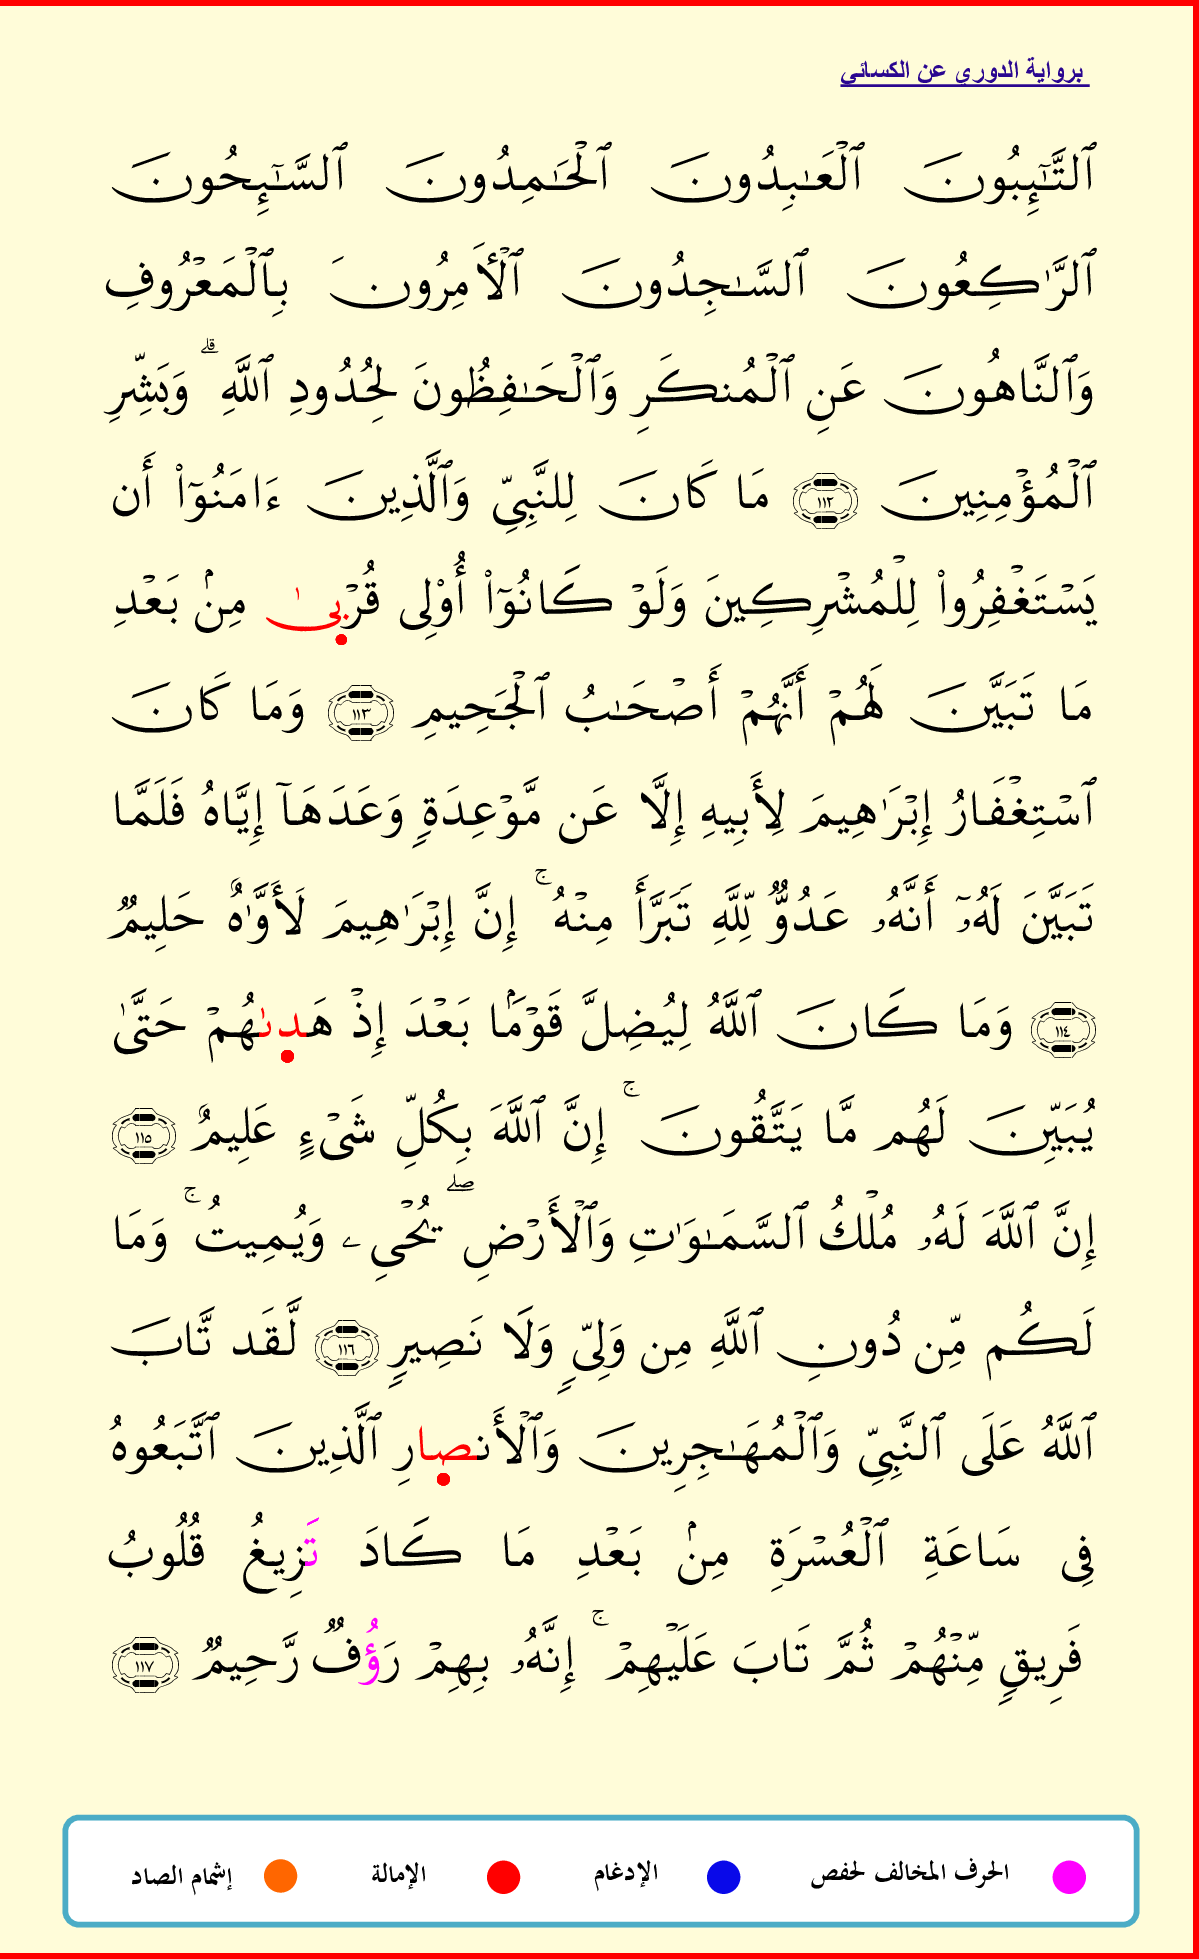 برواية الدوري عن الكسائي
ٱلتَّـٰٓئِبُونَ ٱلْعَـٰبِدُونَ ٱلْحَـٰمِدُونَ ٱلسَّـٰٓئِحُونَ
ٱلرَّٰكِعُونَ ٱلسَّـٰجِدُونَ ٱلْـَٔامِرُونَ بِٱلْمَعْرُوفِ
وَٱلنَّاهُونَ عَنِ ٱلْمُنكَرِ وَٱلْحَـٰفِظُونَ لِحُدُودِ ٱللَّهِ ۗ وَبَشِّرِ
ٱلْمُؤْمِنِينَ ١١٢ مَا كَانَ لِلنَّبِىِّ وَٱلَّذِينَ ءَامَنُوٓا۟ أَن
يَسْتَغْفِرُوا۟ لِلْمُشْرِكِينَ وَلَوْ كَانُوٓا۟ أُو۟لِى قُرْبىٰ مِنۢ بَعْدِ
مَا تَبَيَّنَ لَهُمْ أَنَّهُمْ أَصْحَـٰبُ ٱلْجَحِيمِ ١١٣ وَمَا كَانَ
ٱسْتِغْفَارُ إِبْرَٰهِيمَ لِأَبِيهِ إِلَّا عَن مَّوْعِدَةٍ وَعَدَهَآ إِيَّاهُ فَلَمَّا
تَبَيَّنَ لَهُۥٓ أَنَّهُۥ عَدُوٌّ لِّلَّهِ تَبَرَّأَ مِنْهُ ۚ إِنَّ إِبْرَٰهِيمَ لَأَوَّٰهٌ حَلِيمٌ
١١٤ وَمَا كَانَ ٱللَّهُ لِيُضِلَّ قَوْمًۢا بَعْدَ إِذْ هَدىٰهُمْ حَتَّىٰ
يُبَيِّنَ لَهُم مَّا يَتَّقُونَ ۚ إِنَّ ٱللَّهَ بِكُلِّ شَىْءٍ عَلِيمٌ ١١٥
إِنَّ ٱللَّهَ لَهُۥ مُلْكُ ٱلسَّمَـٰوَٰتِ وَٱلْأَرْضِ ۖ يُحْىِۦ وَيُمِيتُ ۚ وَمَا
لَكُم مِّن دُونِ ٱللَّهِ مِن وَلِىٍّ وَلَا نَصِيرٍ ١١٦ لَّقَد تَّابَ
ٱللَّهُ عَلَى ٱلنَّبِىِّ وَٱلْمُهَـٰجِرِينَ وَٱلْأَنصارِ ٱلَّذِينَ ٱتَّبَعُوهُ
فِى سَاعَةِ ٱلْعُسْرَةِ مِنۢ بَعْدِ مَا كَادَ تَزِيغُ قُلُوبُ
فَرِيقٍ مِّنْهُمْ ثُمَّ تَابَ عَلَيْهِمْ ۚ إِنَّهُۥ بِهِمْ رَؤُفٌ رَّحِيمٌ ١١٧
الحرف المخالف لحفص الإدغام الإمالة إشمام الصاد